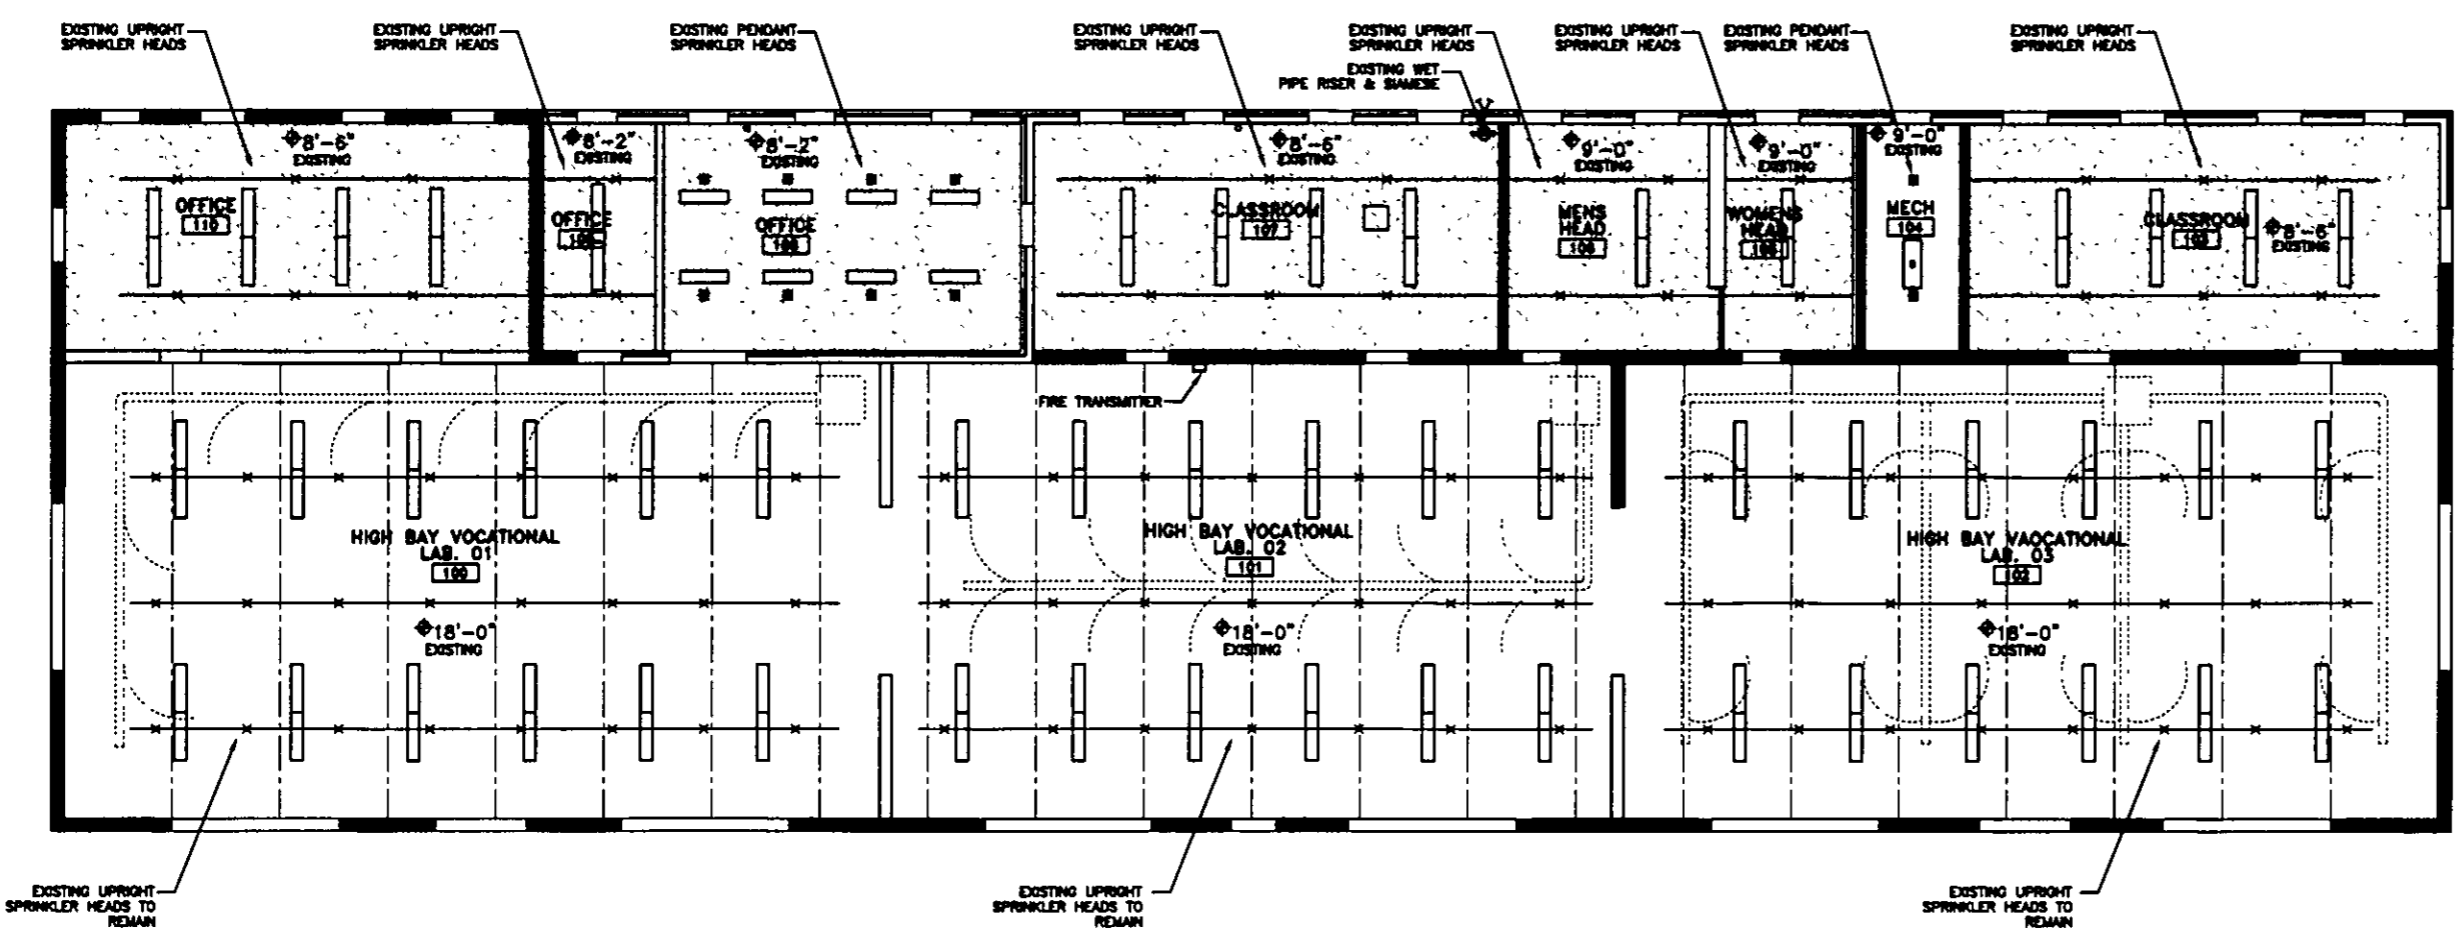 EXISTING UPRIGHT
SPRINKLER HEADS
EXISTING UPRIGHT
SPRINKLER HEADS
EXISTING PENDANT
SPRINKLER HEADS
EXISTING UPRIGHT
SPRINKLER HEADS
EXISTING UPRIGHT
SPRINKLER HEADS
EXISTING UPRIGHT
SPRINKLER HEADS
EXISTING PENDANT
SPRINKLER HEADS
EXISTING UPRIGHT
SPRINKLER HEADS
EXISTING WET
PIPE RISER & SIAMESE
8'-6"
EXISTING
8'-2"
EXISTING
8'-2"
EXISTING
8'-6"
EXISTING
9'-0"
EXISTING
9'-0"
EXISTING
9'-0"
EXISTING
OFFICE
110
OFFICE
109
OFFICE
108
CLASSROOM
107
MENS
HEAD
106
WOMENS
HEAD
105
MECH
104
CLASSROOM
103
8'-6"
EXISTING
FIRE TRANSMITTER
HIGH BAY VOCATIONAL
LAB. 01
100
HIGH BAY VOCATIONAL
LAB. 02
101
HIGH BAY VAOCATIONAL
LAB. 03
102
18'-0"
EXISTING
18'-0"
EXISTING
18'-0"
EXISTING
EXISTING UPRIGHT
SPRINKLER HEADS TO
REMAIN
EXISTING UPRIGHT
SPRINKLER HEADS TO
REMAIN
EXISTING UPRIGHT
SPRINKLER HEADS TO
REMAIN